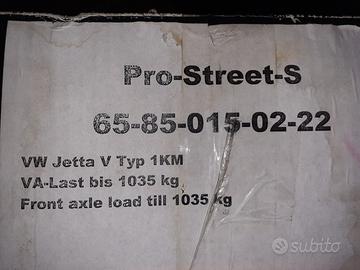 Pro-Street-S
65-85-015-02-22
VW Jetta V Typ 1KM
VA-Last bis 1035 kg
Front axle load till 1035 kg
subito